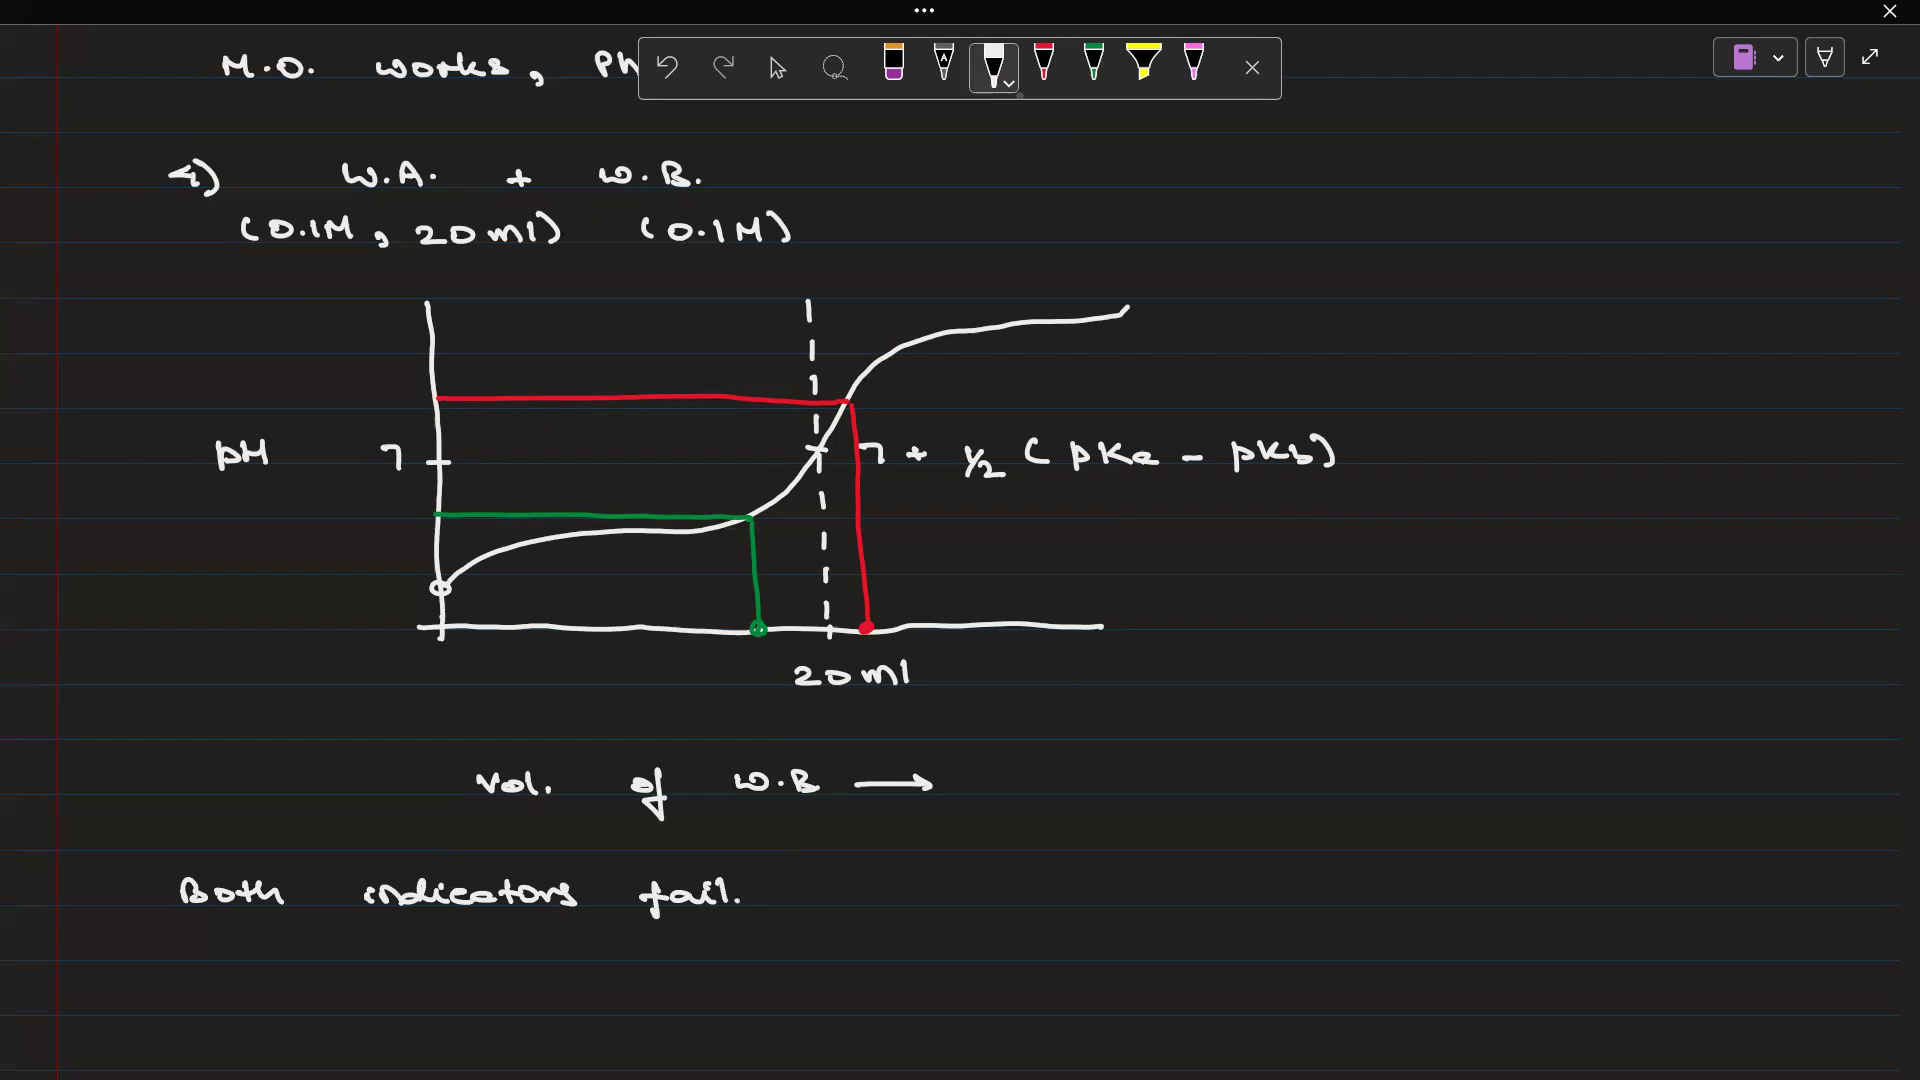 M.O. works, Ph
4) W.A. + W.B.
(0.1M, 20ml) (0.1M)
pH 7 7 + 1/2 (pKa - pKb)
20ml
Vol. of W.B →
Both indicators fail.